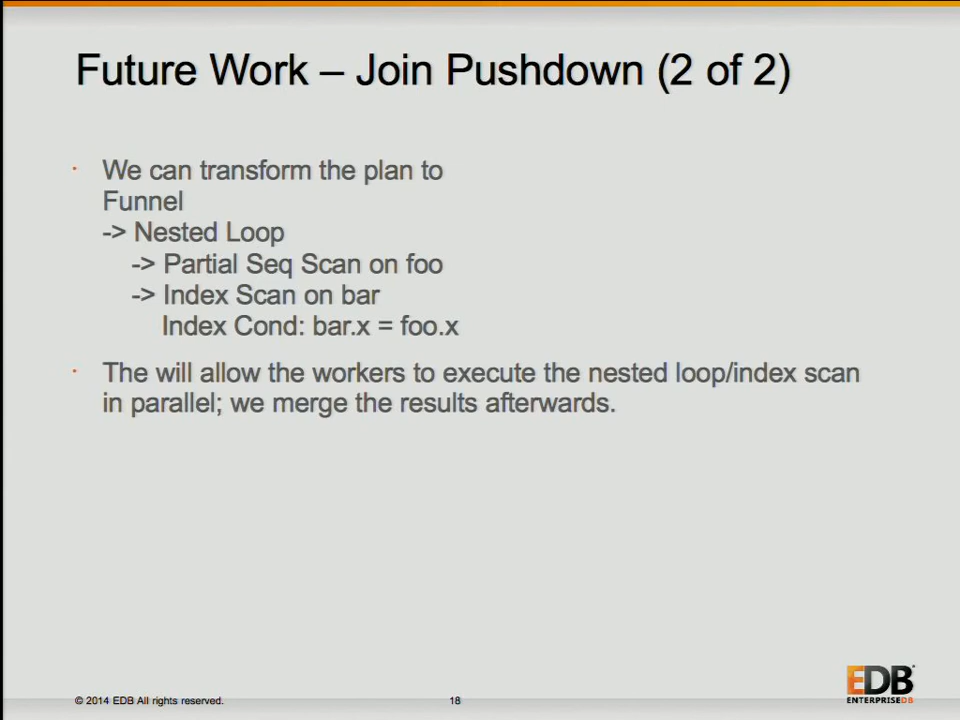 Future Work – Join Pushdown (2 of 2)
· We can transform the plan to
Funnel
-> Nested Loop
-> Partial Seq Scan on foo
-> Index Scan on bar
Index Cond: bar.x = foo.x
· The will allow the workers to execute the nested loop/index scan
in parallel; we merge the results afterwards.
© 2014 EDB All rights reserved.
18
EDB
ENTERPRISEDB